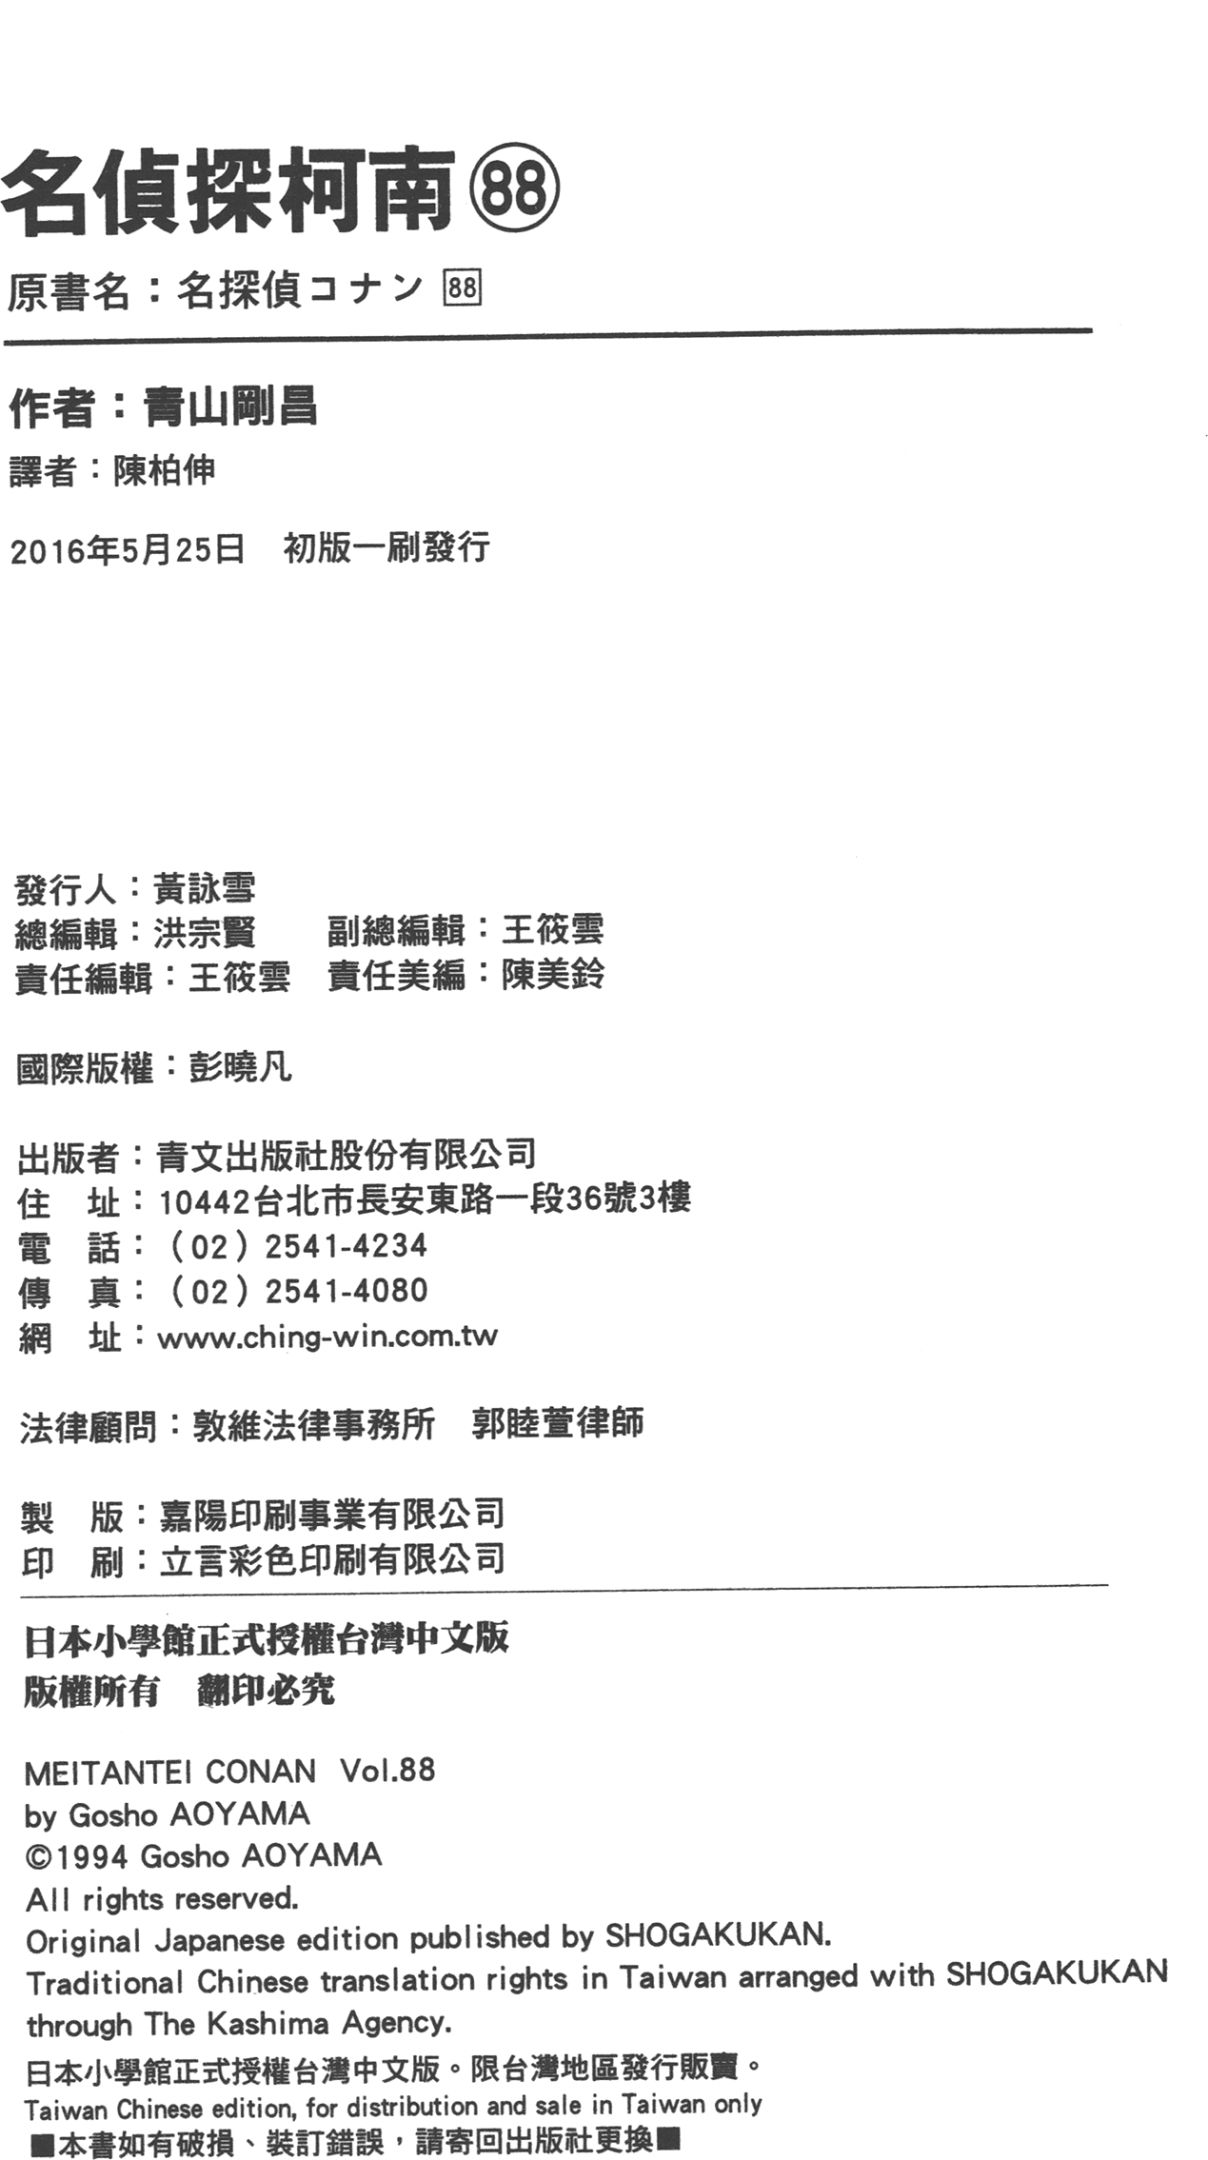 名偵探柯南 88
原書名：名探偵コナン 88
作者：青山剛昌
譯者：陳柏伸
2016年5月25日　初版一刷發行
發行人：黃詠雪
總編輯：洪宗賢　　副總編輯：王筱雲
責任編輯：王筱雲　責任美編：陳美鈴
國際版權：彭曉凡
出版者：青文出版社股份有限公司
住　址：10442台北市長安東路一段36號3樓
電　話：（02）2541-4234
傳　真：（02）2541-4080
網　址：www.ching-win.com.tw
法律顧問：敦維法律事務所　郭睦萱律師
製　版：嘉陽印刷事業有限公司
印　刷：立言彩色印刷有限公司
日本小學館正式授權台灣中文版
版權所有　翻印必究
MEITANTEI CONAN  Vol.88
by Gosho AOYAMA
©1994 Gosho AOYAMA
All rights reserved.
Original Japanese edition published by SHOGAKUKAN.
Traditional Chinese translation rights in Taiwan arranged with SHOGAKUKAN
through The Kashima Agency.
日本小學館正式授權台灣中文版。限台灣地區發行販賣。
Taiwan Chinese edition, for distribution and sale in Taiwan only
■本書如有破損、裝訂錯誤，請寄回出版社更換■